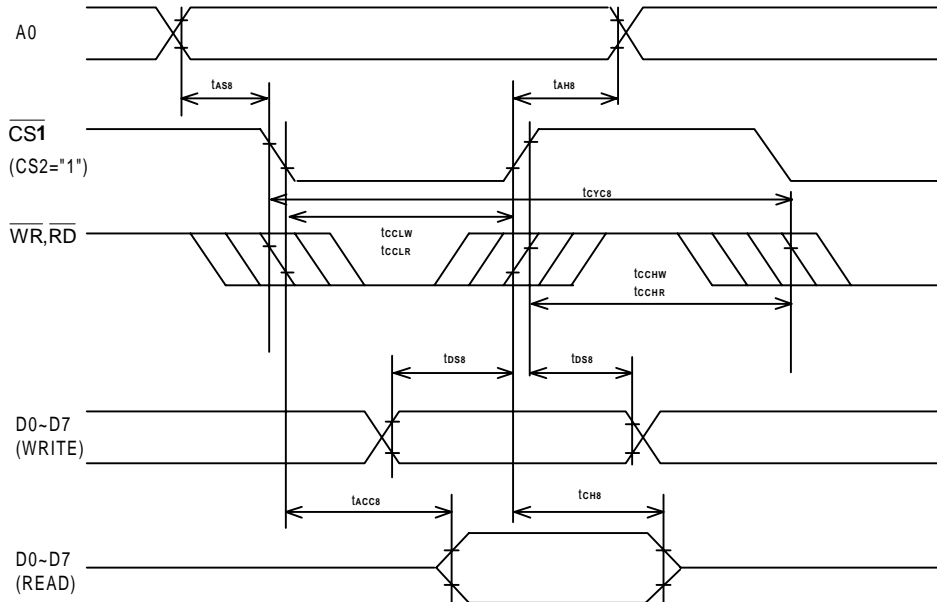 A0
tAS8
tAH8
CS1
(CS2="1")
tCYC8
WR,RD
tCCLW
tCCLR
tCCHW
tCCHR
tDS8
tDS8
D0~D7
(WRITE)
tACC8
tCH8
D0~D7
(READ)